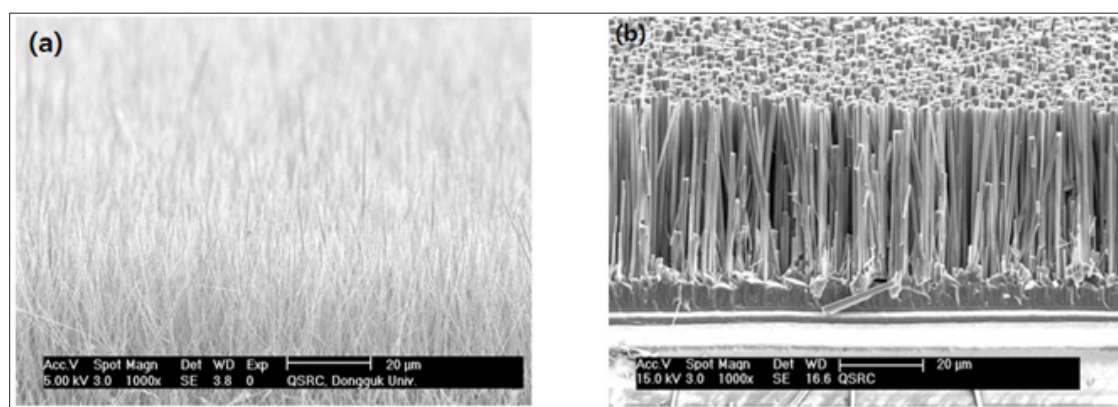 (a)
Acc.V Spot Magn Det WD Exp 20 µm
5.00 kV 3.0 1000x SE 3.8 0 QSRC, Dongguk Univ.
(b)
Acc.V Spot Magn Det WD 20 µm
15.0 kV 3.0 1000x SE 16.6 QSRC